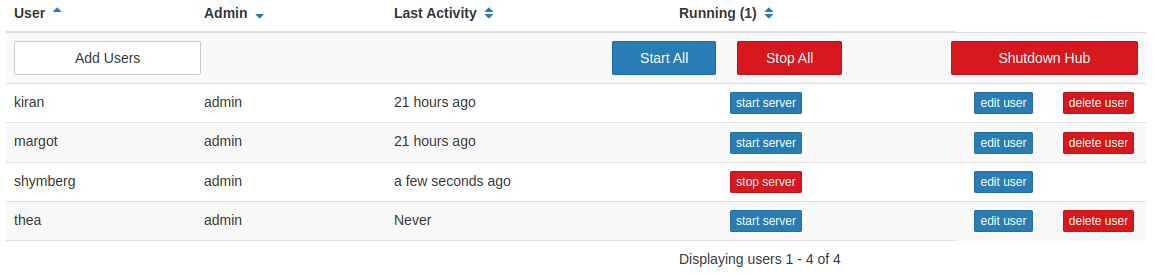 User Admin Last Activity Running (1)
Add Users Start All Stop All Shutdown Hub
kiran admin 21 hours ago start server edit user delete user
margot admin 21 hours ago start server edit user delete user
shymberg admin a few seconds ago stop server edit user
thea admin Never start server edit user delete user
Displaying users 1 - 4 of 4